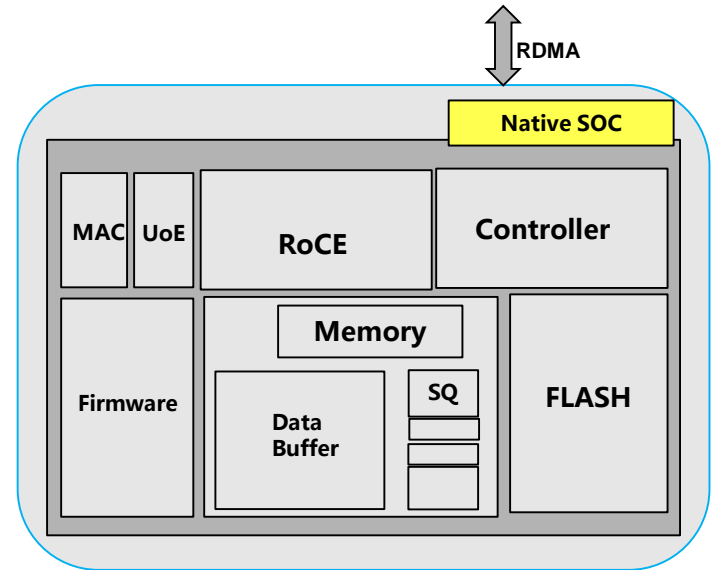 RDMA
Native SOC
MAC
UoE
RoCE
Controller
Memory
Firmware
Data
Buffer
SQ
FLASH